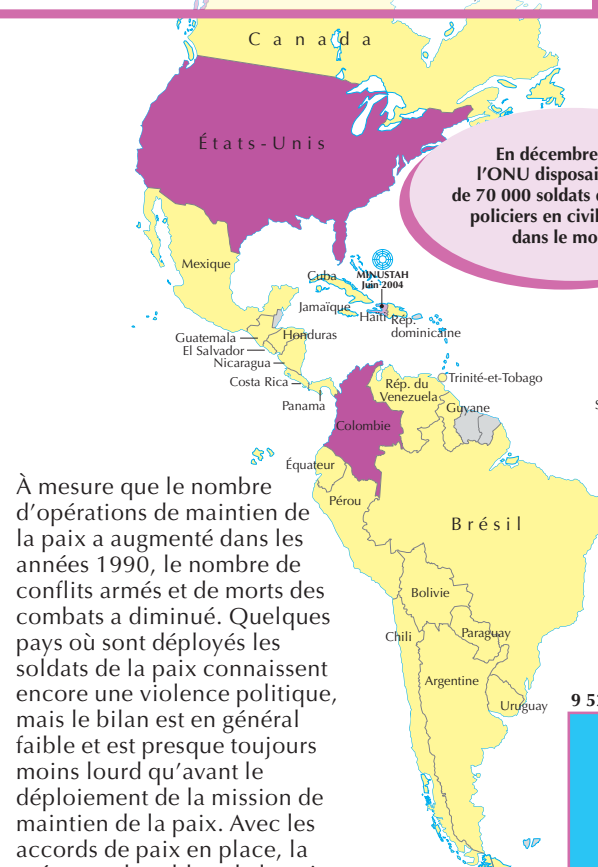 Canada
États-Unis
En décembre
l'ONU disposai
de 70 000 soldats
policiers en civil
dans le mo
Mexique
Cuba
MINUSTAH
Juin 2004
Jamaïque
Haïti
Rép.
dominicaine
Guatemala
Honduras
El Salvador
Nicaragua
Costa Rica
Panama
Trinité-et-Tobago
Rép. du
Venezuela
Guyane
Colombie
Équateur
Pérou
Brésil
Bolivie
Chili
Paraguay
Argentine
Uruguay
À mesure que le nombre
d'opérations de maintien de
la paix a augmenté dans les
années 1990, le nombre de
conflits armés et de morts des
combats a diminué. Quelques
pays où sont déployés les
soldats de la paix connaissent
encore une violence politique,
mais le bilan est en général
faible et est presque toujours
moins lourd qu'avant le
déploiement de la mission de
maintien de la paix. Avec les
accords de paix en place, la
9 5